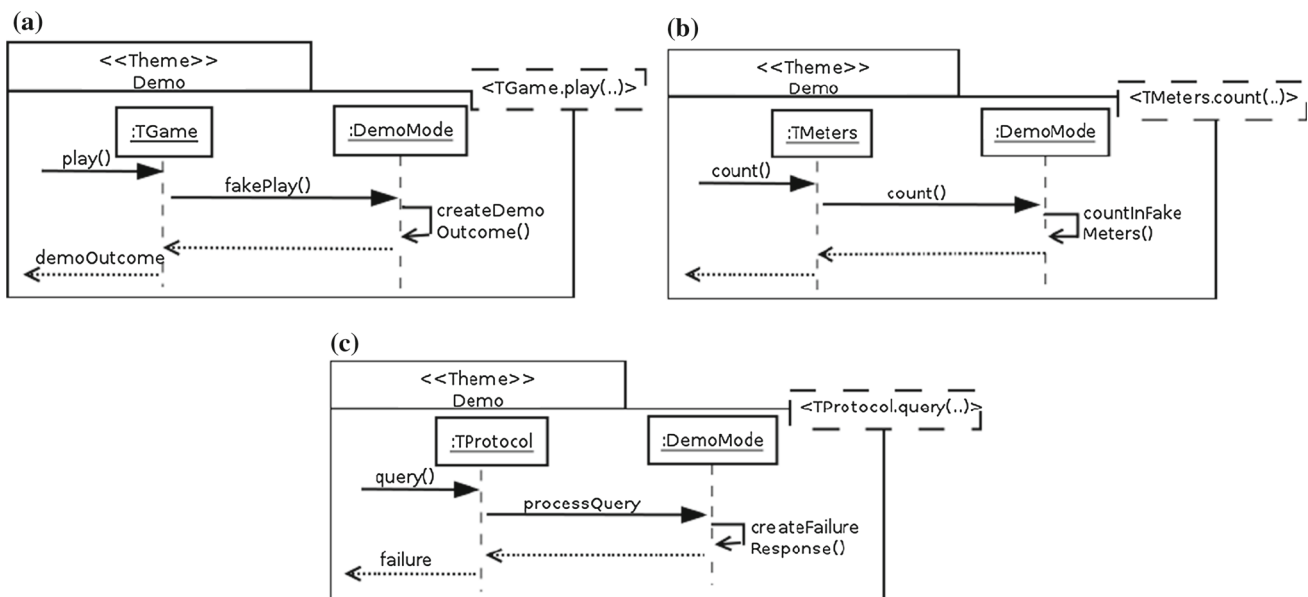 (a)
<<Theme>>
Demo
<TGame.play(..)>
:TGame
:DemoMode
play()
fakePlay()
createDemo
Outcome()
demoOutcome
(b)
<<Theme>>
Demo
<TMeters.count(..)>
:TMeters
:DemoMode
count()
count()
countInFake
Meters()
(c)
<<Theme>>
Demo
<TProtocol.query(..)>
:TProtocol
:DemoMode
query()
processQuery
createFailure
Response()
failure